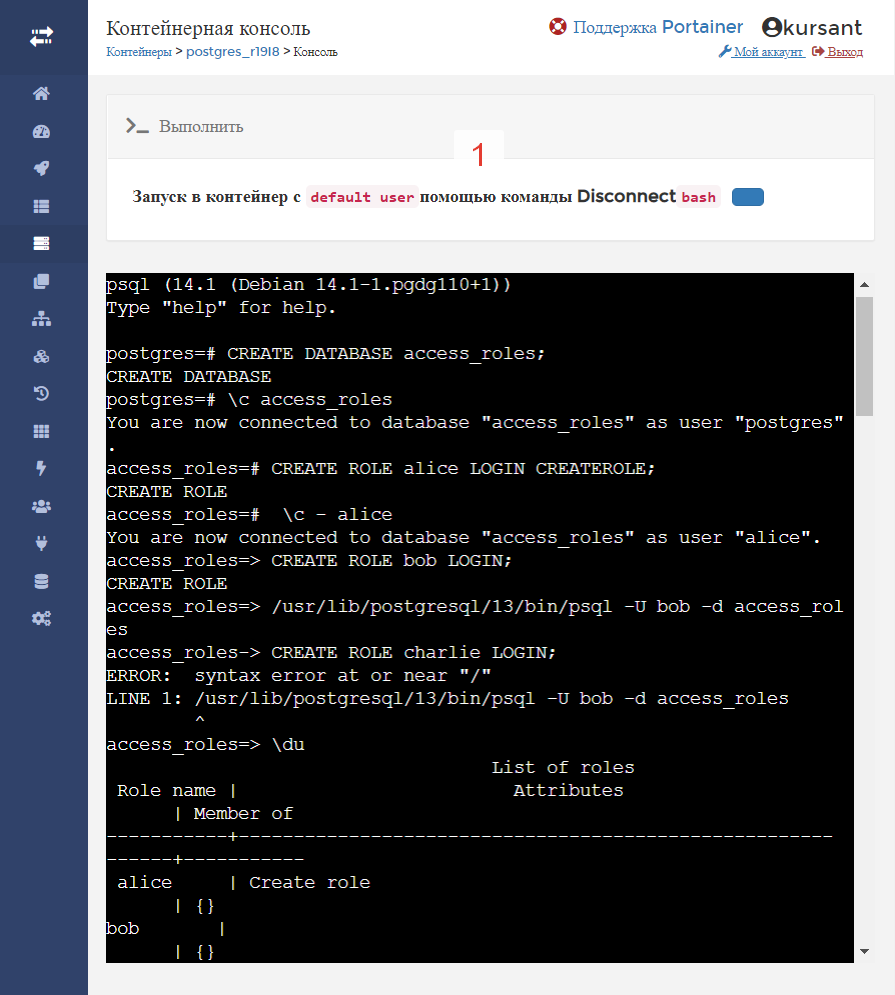 Контейнерная консоль
Поддержка Portainer
kursant
Контейнеры > postgres_r19l8 > Консоль
Мой аккаунт
Выход
Выполнить
1
Запуск в контейнер с default user помощью команды Disconnect bash
psql (14.1 (Debian 14.1-1.pgdg110+1))
Type "help" for help.
postgres=# CREATE DATABASE access_roles;
CREATE DATABASE
postgres=# \c access_roles
You are now connected to database "access_roles" as user "postgres"
.
access_roles=# CREATE ROLE alice LOGIN CREATEROLE;
CREATE ROLE
access_roles=#  \c - alice
You are now connected to database "access_roles" as user "alice".
access_roles=> CREATE ROLE bob LOGIN;
CREATE ROLE
access_roles=> /usr/lib/postgresql/13/bin/psql -U bob -d access_rol
es
access_roles-> CREATE ROLE charlie LOGIN;
ERROR:  syntax error at or near "/"
LINE 1: /usr/lib/postgresql/13/bin/psql -U bob -d access_roles
        ^
access_roles=> \du
                                   List of roles
 Role name |                         Attributes
      | Member of
-----------+------------------------------------------------------
------+-----------
 alice     | Create role
      | {}
bob       |
      | {}